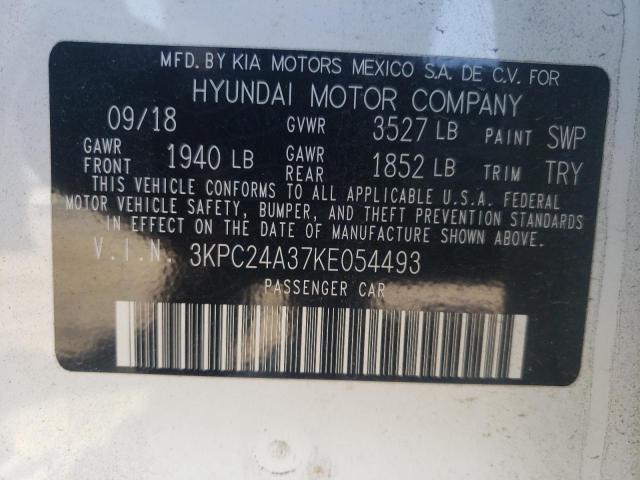 MFD. BY KIA MOTORS MEXICO S.A. DE C.V. FOR
HYUNDAI MOTOR COMPANY
09/18 GVWR 3527 LB PAINT SWP
GAWR FRONT 1940 LB GAWR REAR 1852 LB TRIM TRY
THIS VEHICLE CONFORMS TO ALL APPLICABLE U.S.A. FEDERAL
MOTOR VEHICLE SAFETY, BUMPER, AND THEFT PREVENTION STANDARDS
IN EFFECT ON THE DATE OF MANUFACTURE SHOWN ABOVE.
V.I.N. 3KPC24A37KE054493
PASSENGER CAR